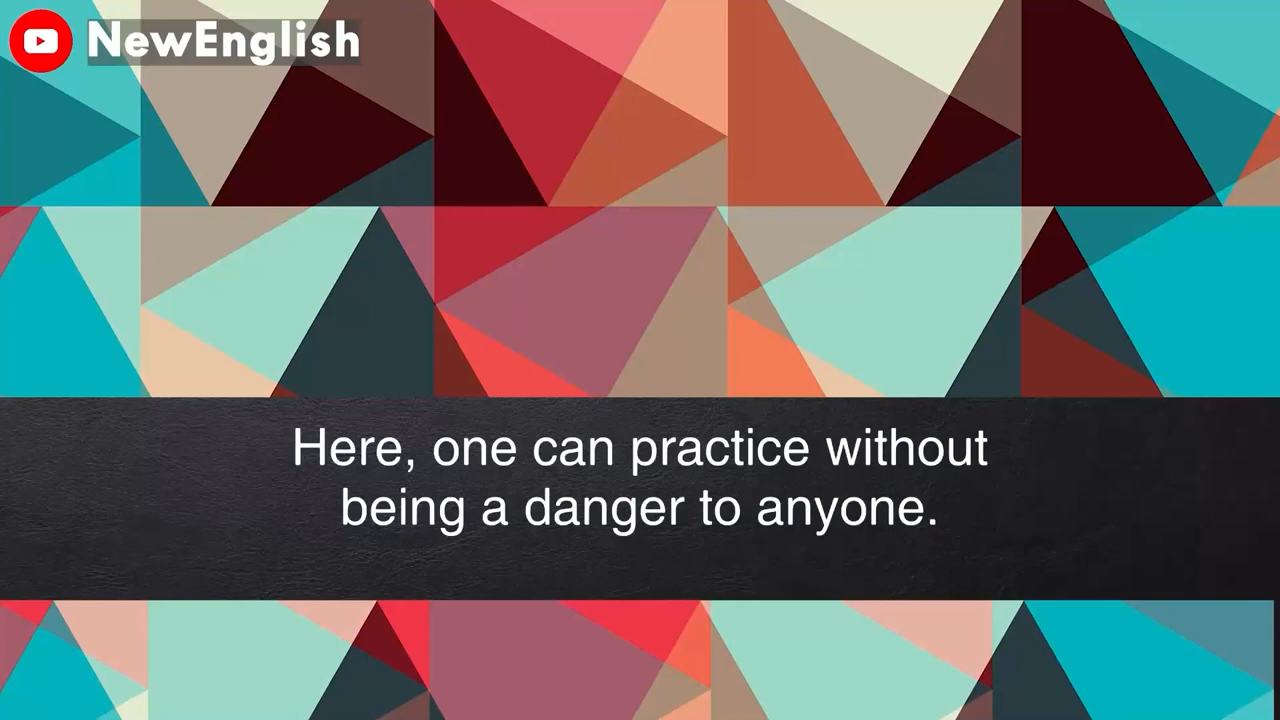 NewEnglish
Here, one can practice without
being a danger to anyone.